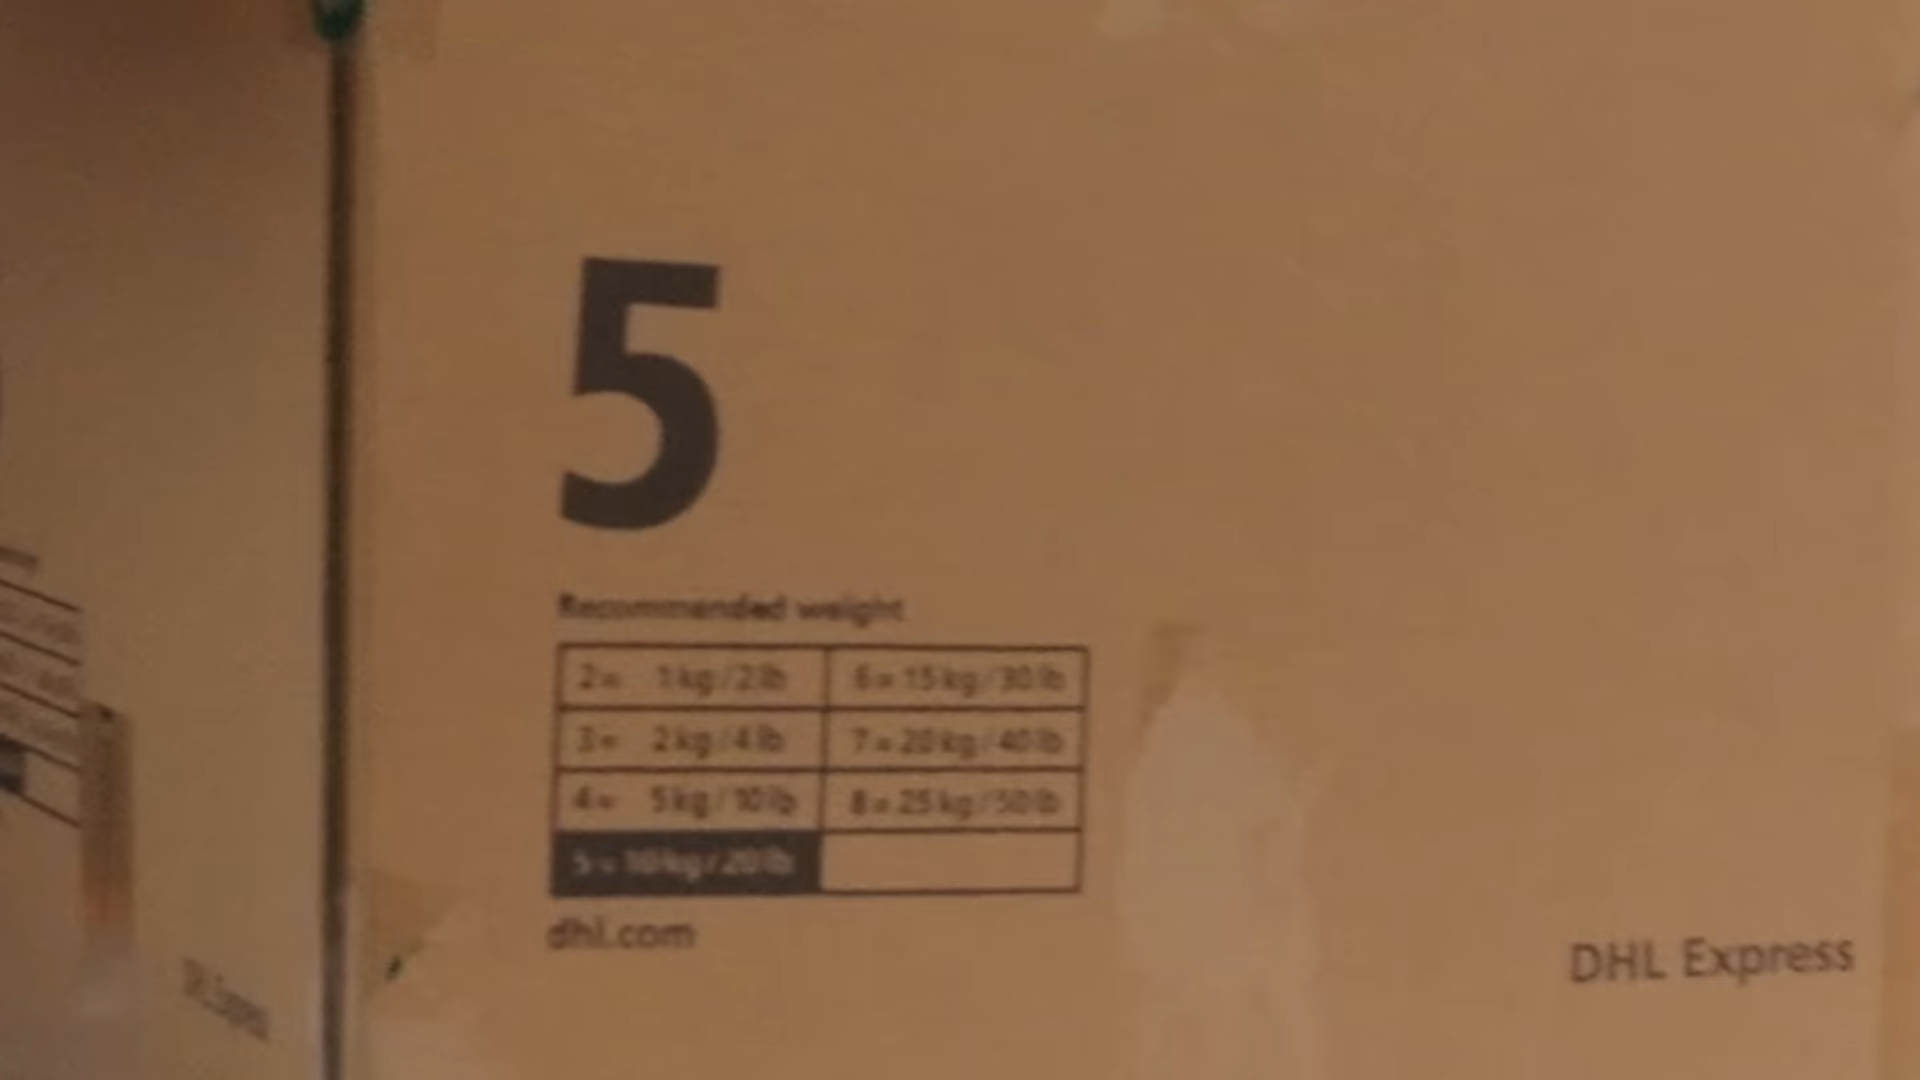 5
Recommended weight
2= 1kg/2lb 6=15kg/30lb
3= 2kg/4lb 7=20kg/40lb
4= 5kg/10lb 8=25kg/50lb
5=10kg/20lb
dhl.com
DHL Express